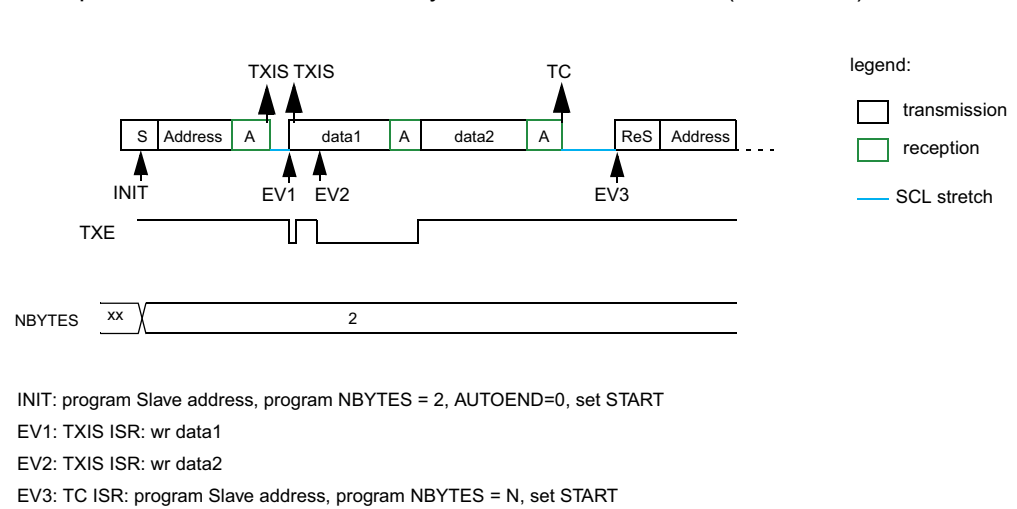 legend:
TXIS TXIS TC
transmission
S Address A data1 A data2 A ReS Address
reception
INIT EV1 EV2 EV3
SCL stretch
TXE
NBYTES xx 2
INIT: program Slave address, program NBYTES = 2, AUTOEND=0, set START
EV1: TXIS ISR: wr data1
EV2: TXIS ISR: wr data2
EV3: TC ISR: program Slave address, program NBYTES = N, set START